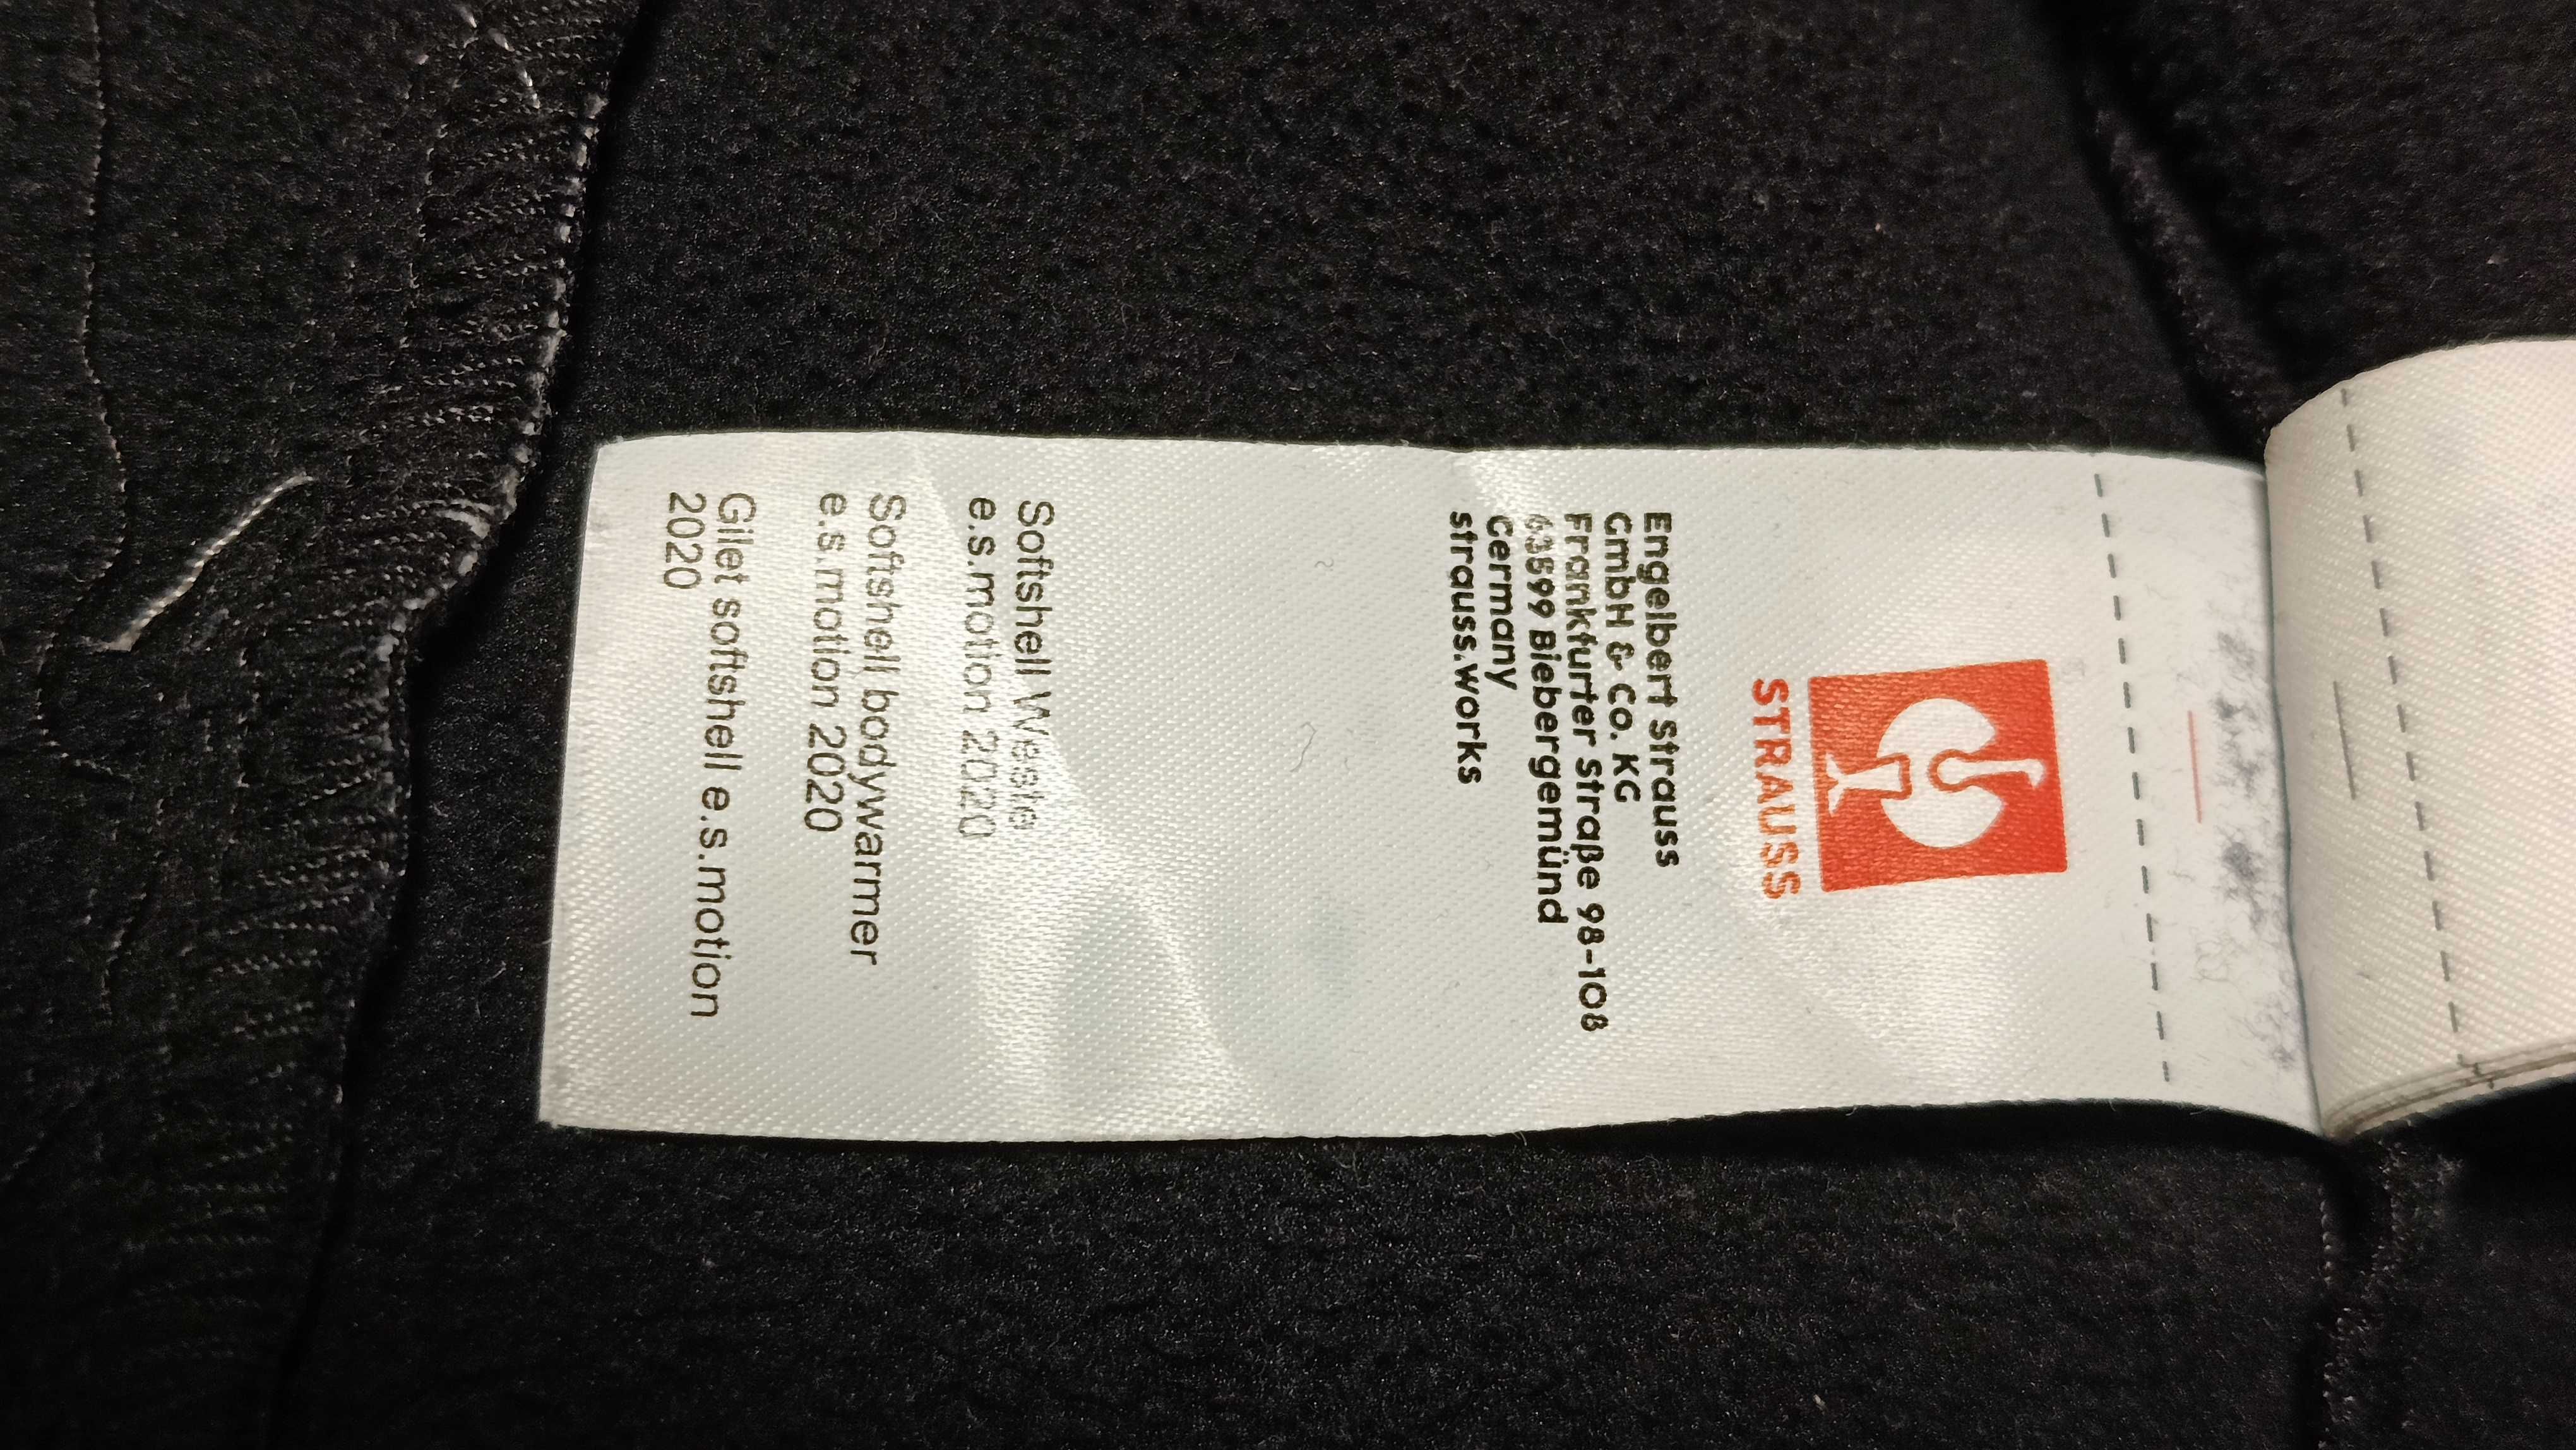 STRAUSS
Engelbert Strauss
GmbH & Co. KG
Frankfurter Straße 98-108
63599 Biebergemünd
Germany
strauss.works
Softshell Weste
e.s.motion 2020
Softshell bodywarmer
e.s.motion 2020
Gilet softshell e.s.motion
2020